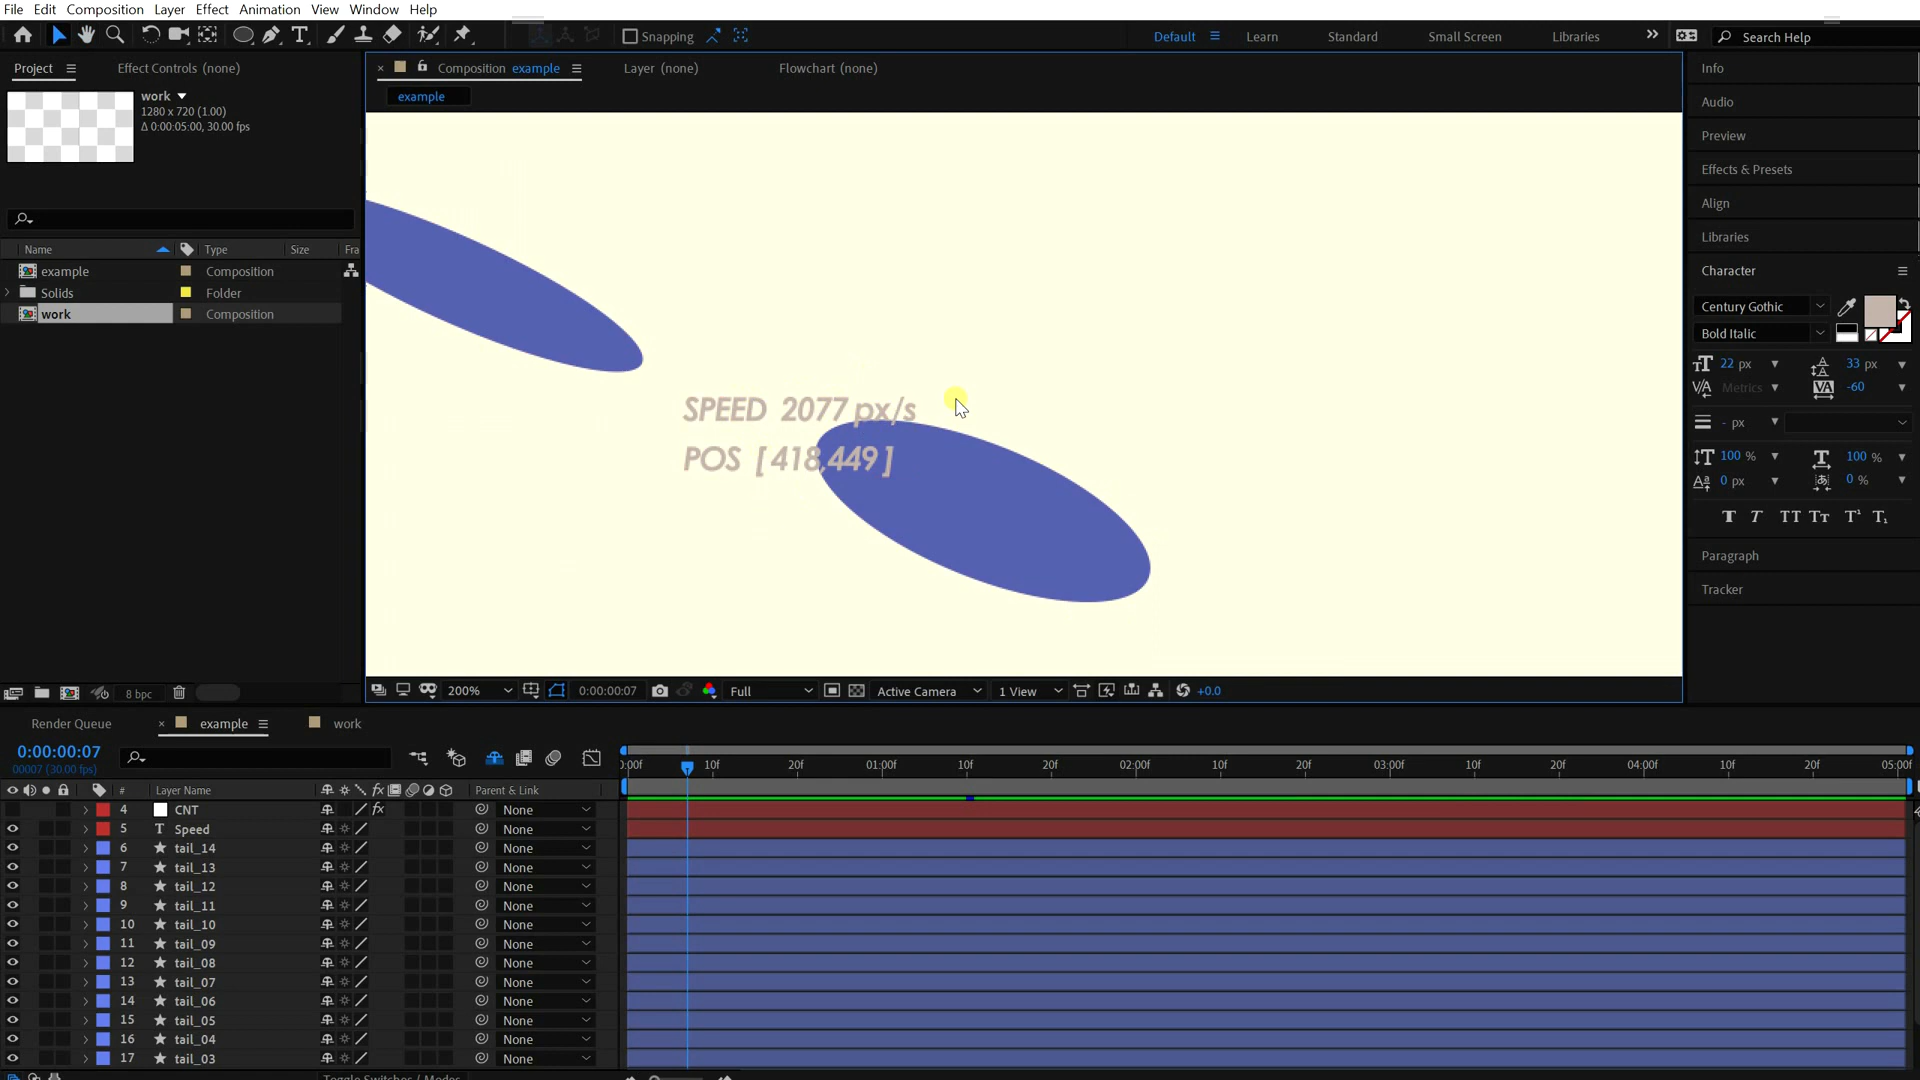 File Edit Composition Layer Effect Animation View Window Help
Snapping Default Learn Standard Small Screen Libraries Search Help
Project Effect Controls (none)
Composition example Layer (none) Flowchart (none)
example
work
1280 x 720 (1.00)
Δ 0:00:05:00, 30.00 fps
Name Type Size Fra
example Composition
Solids Folder
work Composition
8 bpc
SPEED 2077 px/s
POS [418,449]
200% 0:00:00:07 Full Active Camera 1 View +0.0
Info
Audio
Preview
Effects & Presets
Align
Libraries
Character
Century Gothic
Bold Italic
22 px 33 px
Metrics -60
- px
100 % 100 %
0 px 0 %
T T TT Tт T¹ T₁
Paragraph
Tracker
Render Queue example work
0:00:00:07
00007 (30.00 fps)
0:00f 10f 20f 01:00f 10f 20f 02:00f 10f 20f 03:00f 10f 20f 04:00f 10f 20f 05:00f
# Layer Name fx Parent & Link
4 CNT fx None
5 T Speed None
6 tail_14 None
7 tail_13 None
8 tail_12 None
9 tail_11 None
10 tail_10 None
11 tail_09 None
12 tail_08 None
13 tail_07 None
14 tail_06 None
15 tail_05 None
16 tail_04 None
17 tail_03 None
Toggle Switches / Modes